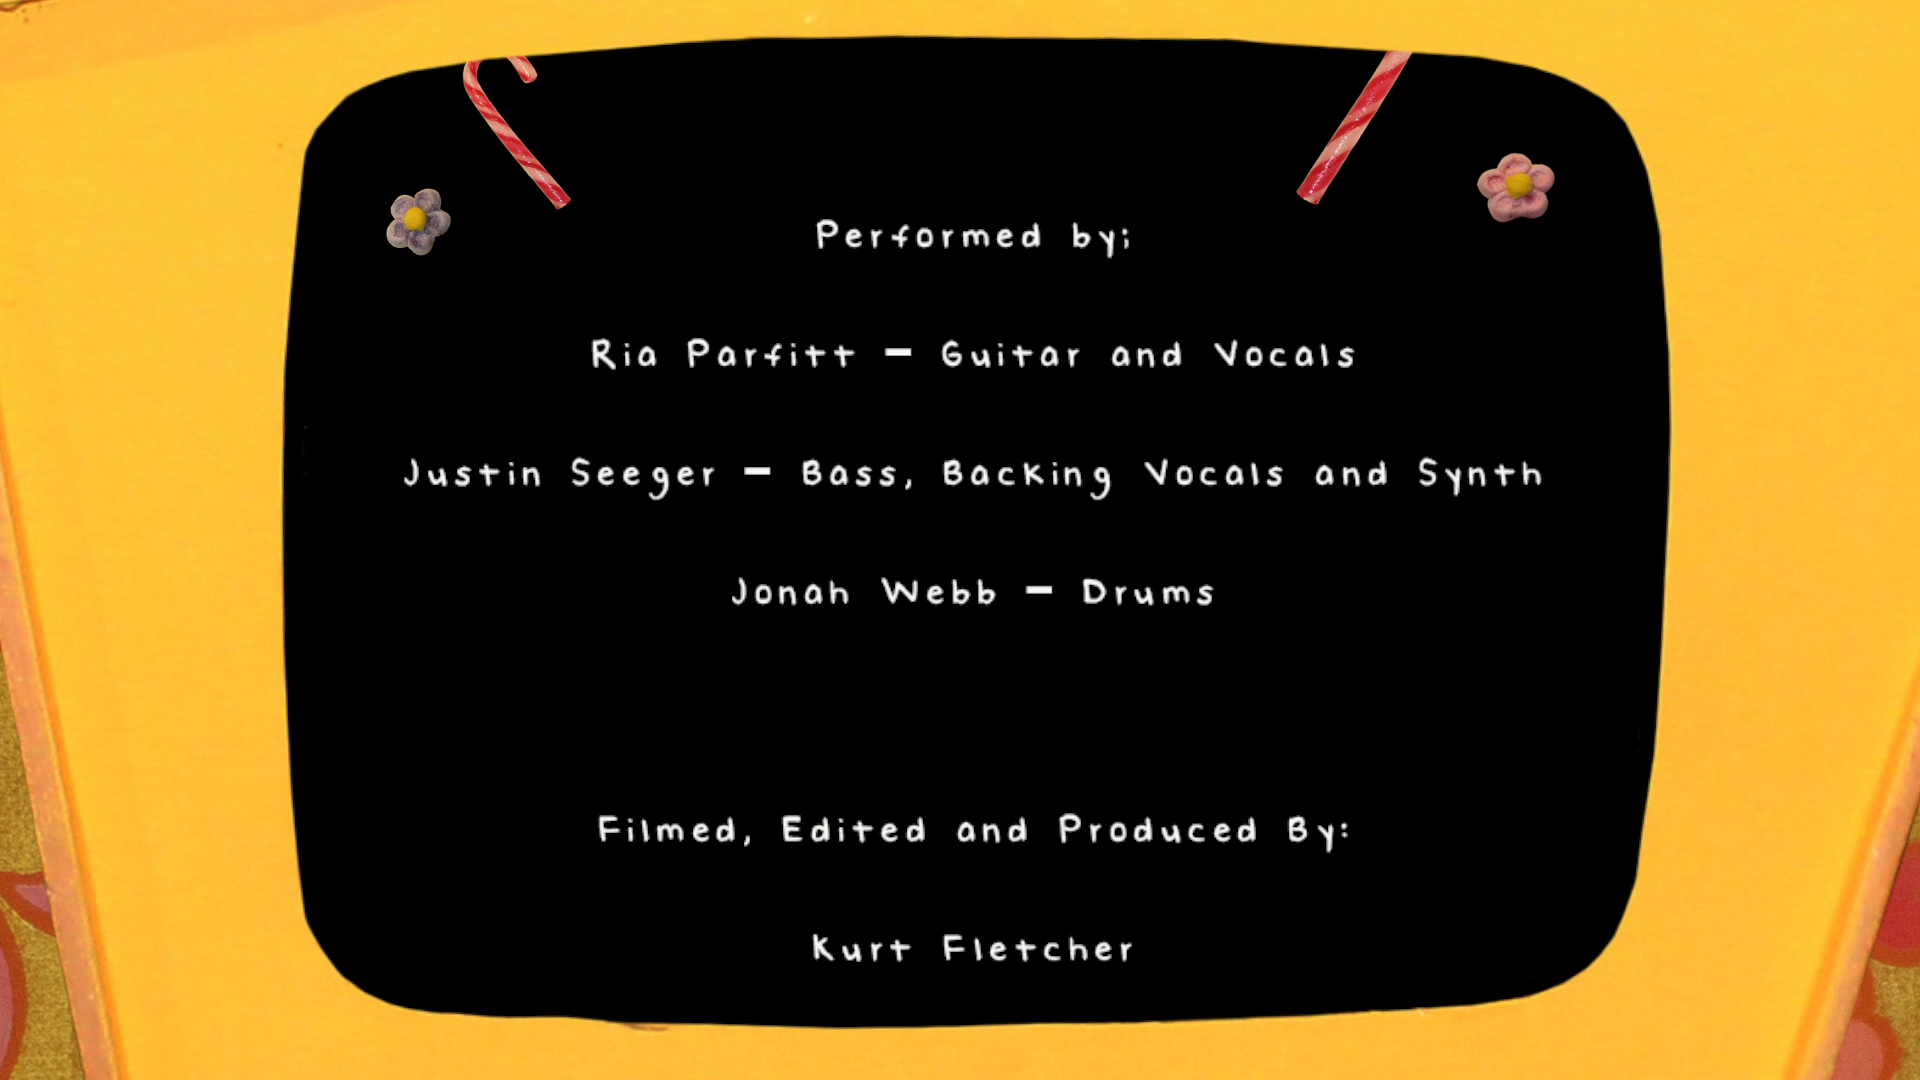 Performed by;
Ria Parfitt - Guitar and Vocals
Justin Seeger - Bass, Backing Vocals and Synth
Jonah Webb - Drums
Filmed, Edited and Produced By:
Kurt Fletcher